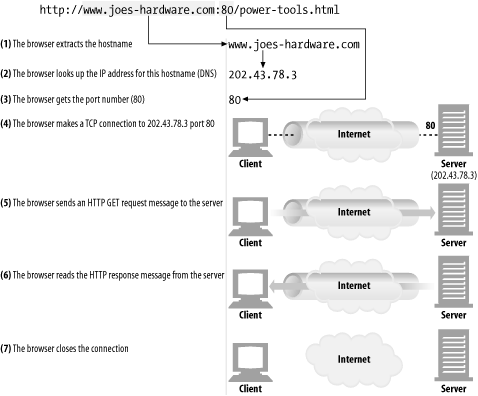 http://www.joes-hardware.com:80/power-tools.html
(1) The browser extracts the hostname
www.joes-hardware.com
(2) The browser looks up the IP address for this hostname (DNS)
202.43.78.3
(3) The browser gets the port number (80)
80
(4) The browser makes a TCP connection to 202.43.78.3 port 80
Internet
80
Client
Server
(202.43.78.3)
(5) The browser sends an HTTP GET request message to the server
Internet
Client
Server
(6) The browser reads the HTTP response message from the server
Internet
Client
Server
(7) The browser closes the connection
Internet
Client
Server